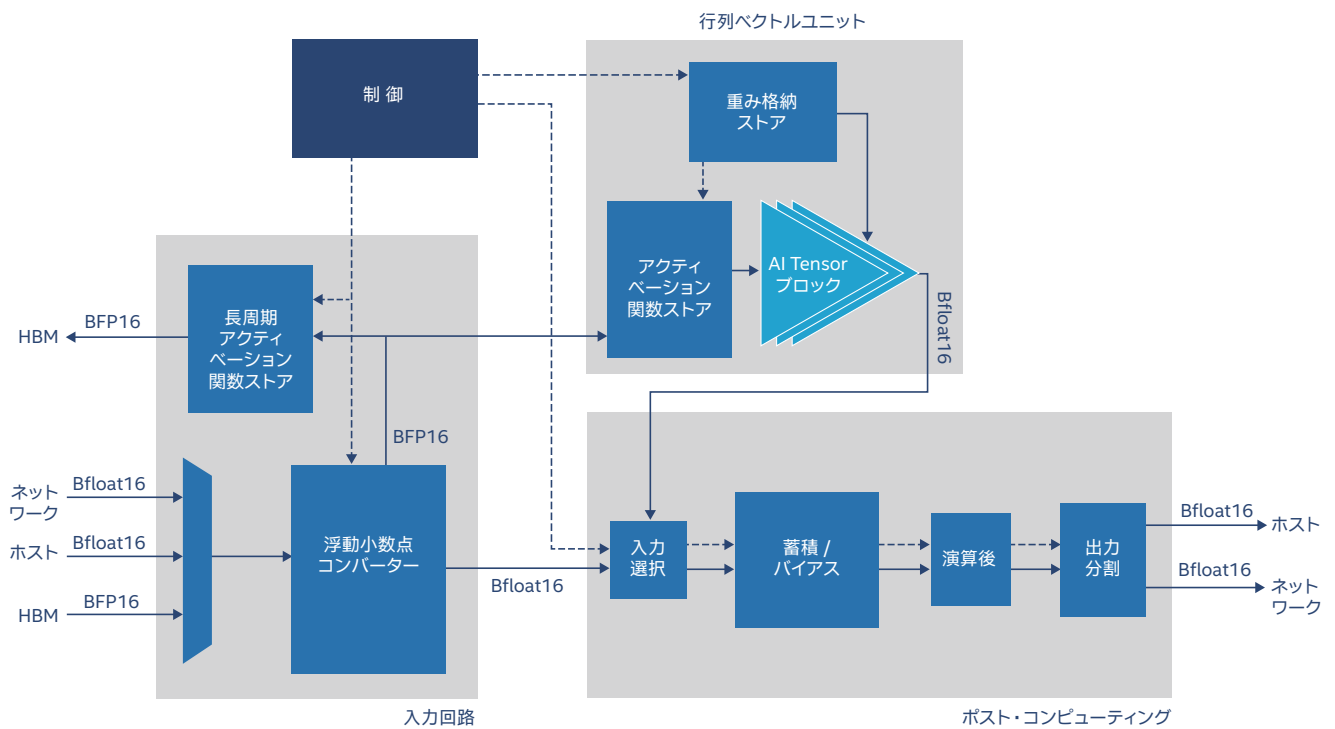 行列ベクトルユニット
制 御
重み格納
ストア
アクティ
ベーション
関数ストア
AI Tensor
ブロック
Bfloat16
長周期
アクティ
ベーション
関数ストア
HBM
BFP16
BFP16
ネット
ワーク
Bfloat16
ホスト
Bfloat16
HBM
BFP16
浮動小数点
コンバーター
Bfloat16
入力
選択
蓄積 /
バイアス
演算後
出力
分割
Bfloat16
ホスト
Bfloat16
ネット
ワーク
入力回路
ポスト・コンピューティング